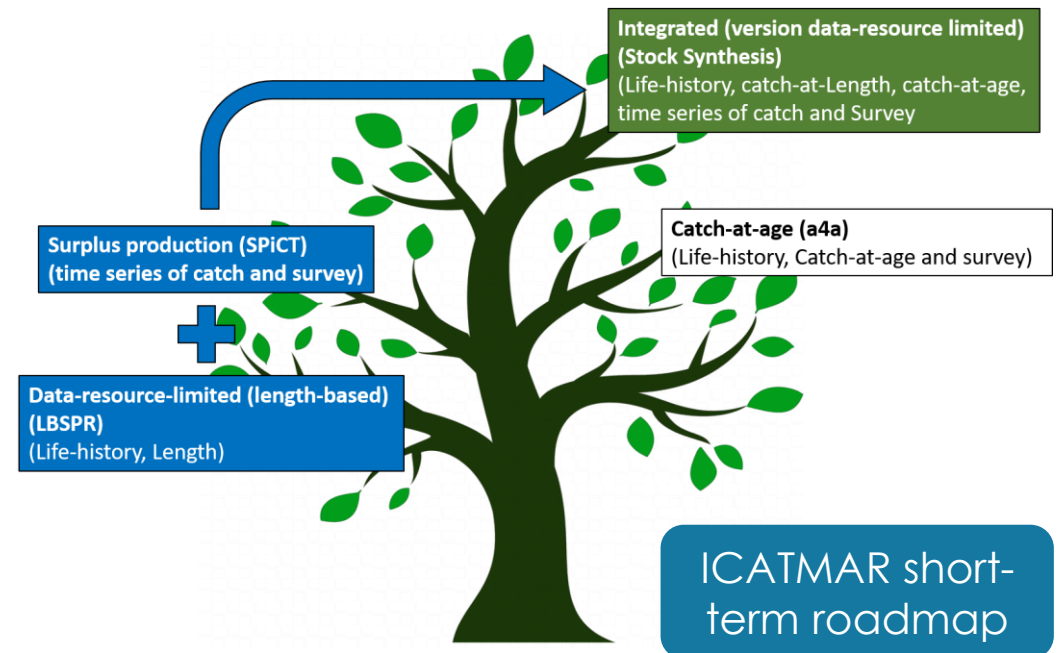 Integrated (version data-resource limited)
(Stock Synthesis)
(Life-history, catch-at-Length, catch-at-age,
time series of catch and Survey
Catch-at-age (a4a)
(Life-history, Catch-at-age and survey)
Surplus production (SPiCT)
(time series of catch and survey)
Data-resource-limited (length-based)
(LBSPR)
(Life-history, Length)
ICATMAR short-
term roadmap